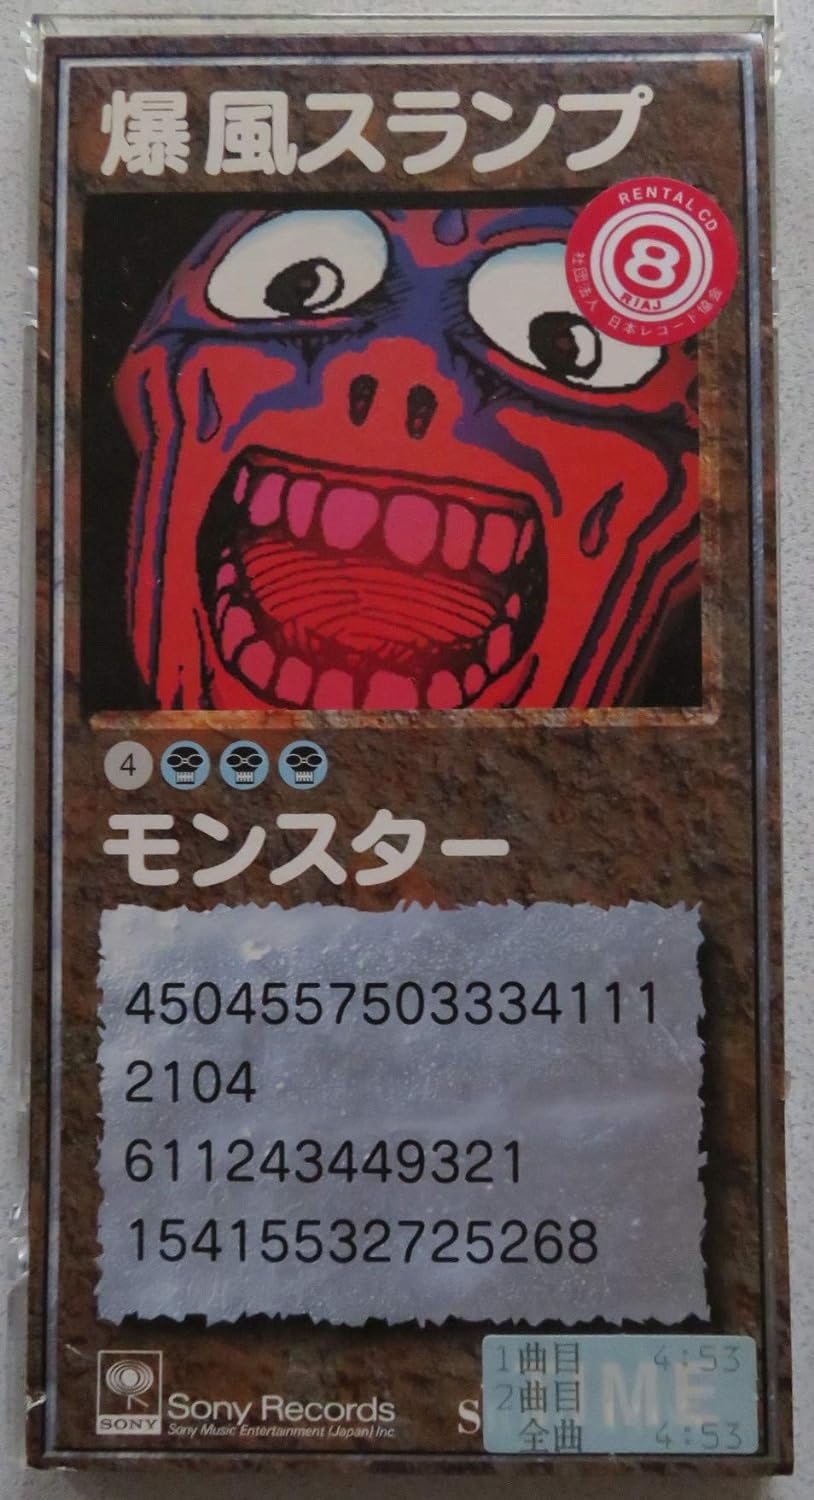 爆風スランプ
RENTAL CD
8
RIAJ
社団法人 日本レコード協会
4
モンスター
4504557503334111
2104
611243449321
15415532725268
SONY
Sony Records
Sony Music Entertainment (Japan) Inc
1曲目 4:53
2曲目
全曲 4:53